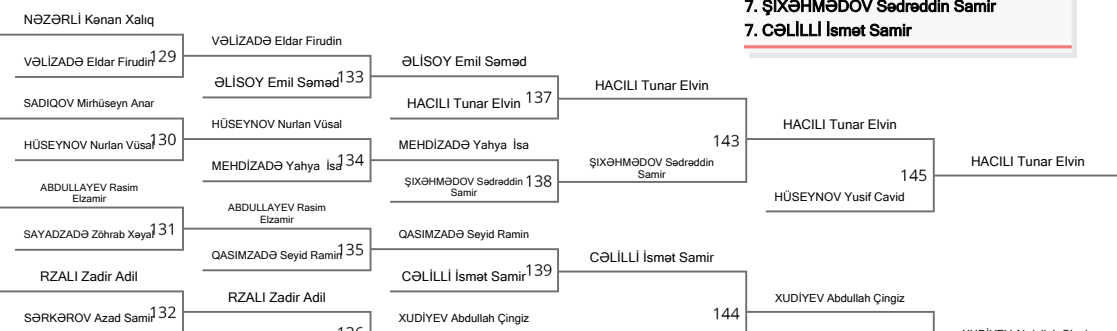 7. ŞIXƏHMƏDOV Sədrəddin Samir
7. CƏLİLLİ İsmət Samir
NƏZƏRLİ Kənan Xalıq
VƏLİZADƏ Eldar Firudin
129
SADIQOV Mirhüseyn Anar
HÜSEYNOV Nurlan Vüsal
130
ABDULLAYEV Rasim
Elzamir
SAYADZADƏ Zöhrab Xəyal
131
RZALI Zadir Adil
SƏRKƏROV Azad Samir
132
VƏLİZADƏ Eldar Firudin
ƏLİSOY Emil Səməd
133
HÜSEYNOV Nurlan Vüsal
MEHDİZADƏ Yahya İsa
134
ABDULLAYEV Rasim
Elzamir
QASIMZADƏ Seyid Ramin
135
RZALI Zadir Adil
136
ƏLİSOY Emil Səməd
HACILI Tunar Elvin
137
MEHDİZADƏ Yahya İsa
ŞIXƏHMƏDOV Sədrəddin
Samir
138
QASIMZADƏ Seyid Ramin
CƏLİLLİ İsmət Samir
139
XUDİYEV Abdullah Çingiz
HACILI Tunar Elvin
143
ŞIXƏHMƏDOV Sədrəddin
Samir
CƏLİLLİ İsmət Samir
144
HACILI Tunar Elvin
145
HÜSEYNOV Yusif Cavid
XUDİYEV Abdullah Çingiz
HACILI Tunar Elvin